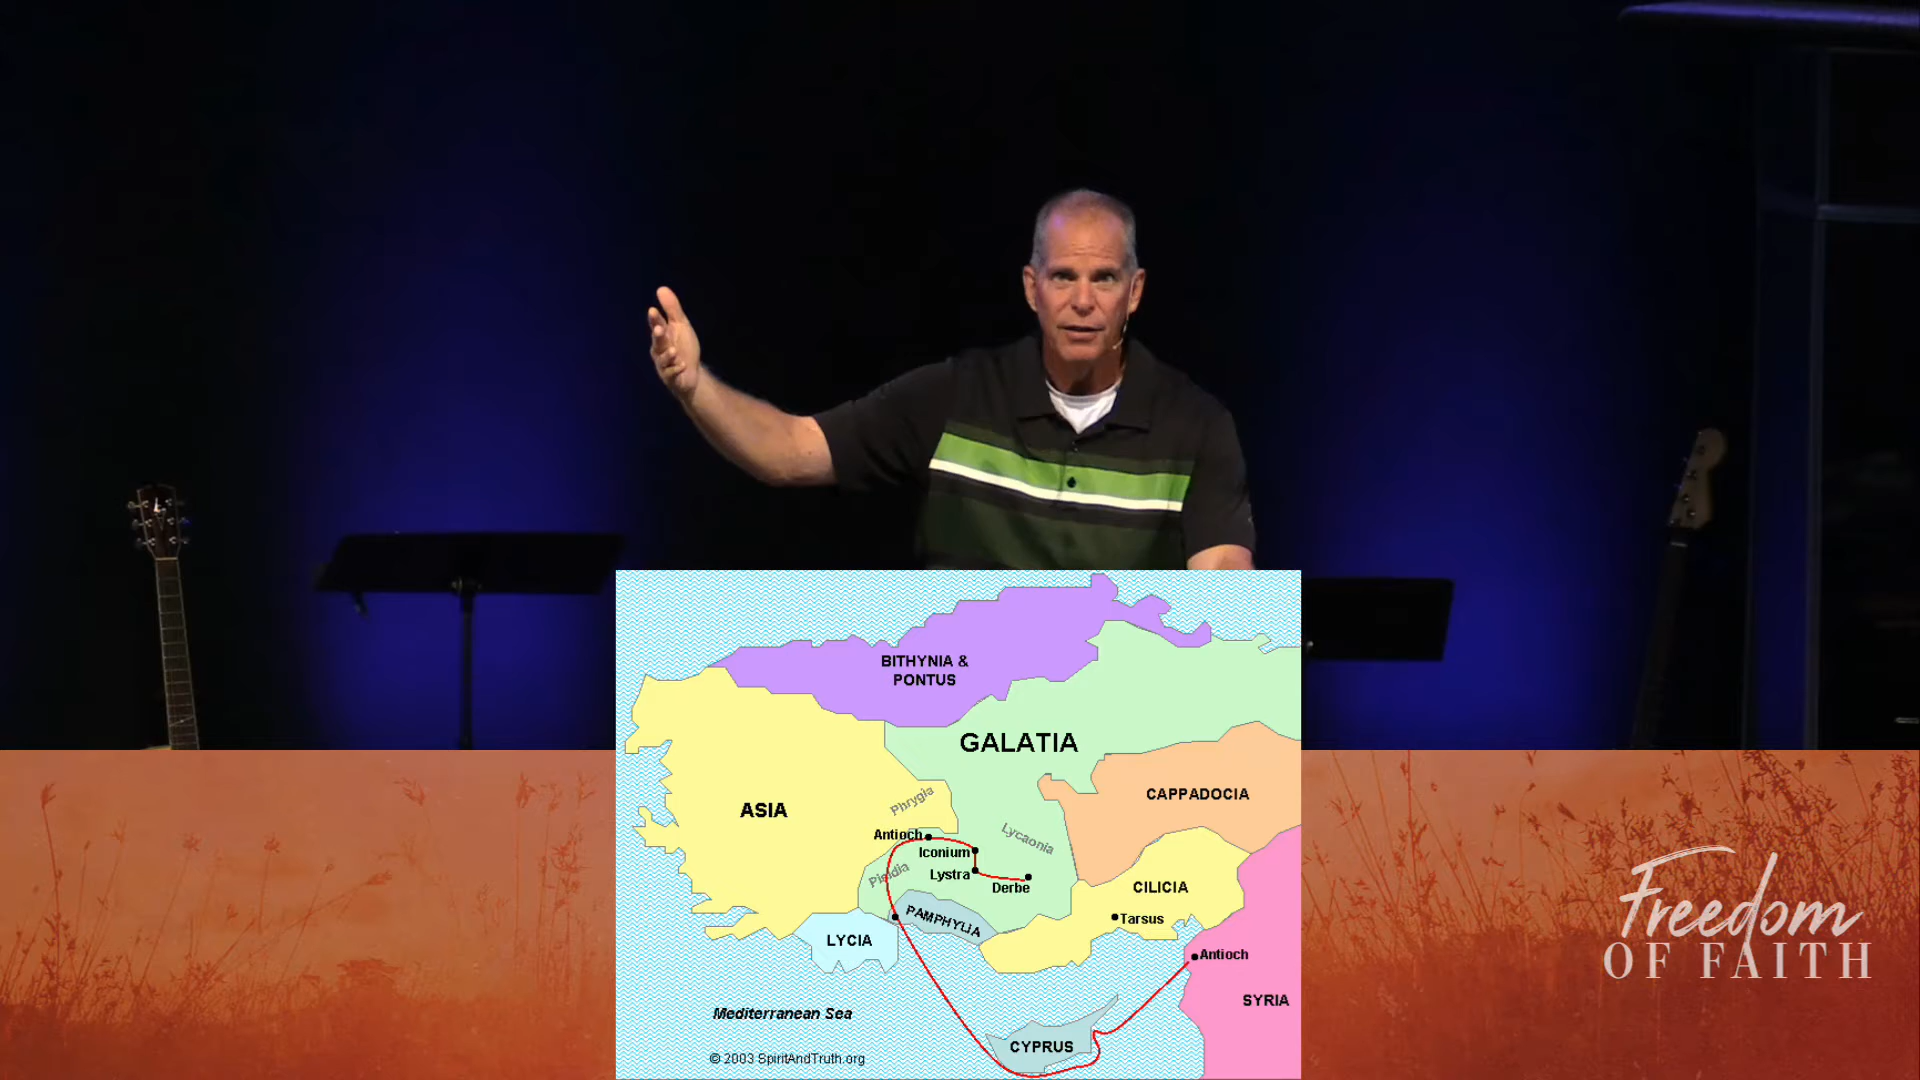 BITHYNIA &
PONTUS
GALATIA
CAPPADOCIA
ASIA
Phrygia
Antioch
Lycaonia
Iconium
Pisidia
Lystra
Derbe
CILICIA
Tarsus
PAMPHYLIA
LYCIA
Antioch
SYRIA
Mediterranean Sea
CYPRUS
© 2003 SpiritAndTruth.org
Freedom
OF FAITH